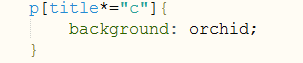 p[title*="c"]{
    background: orchid;
}